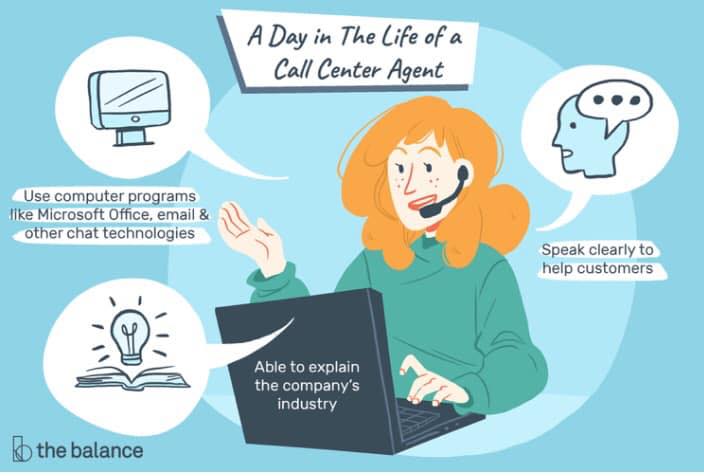 A Day in The Life of a
Call Center Agent
Use computer programs
like Microsoft Office, email &
other chat technologies
Speak clearly to
help customers
Able to explain
the company's
industry
the balance